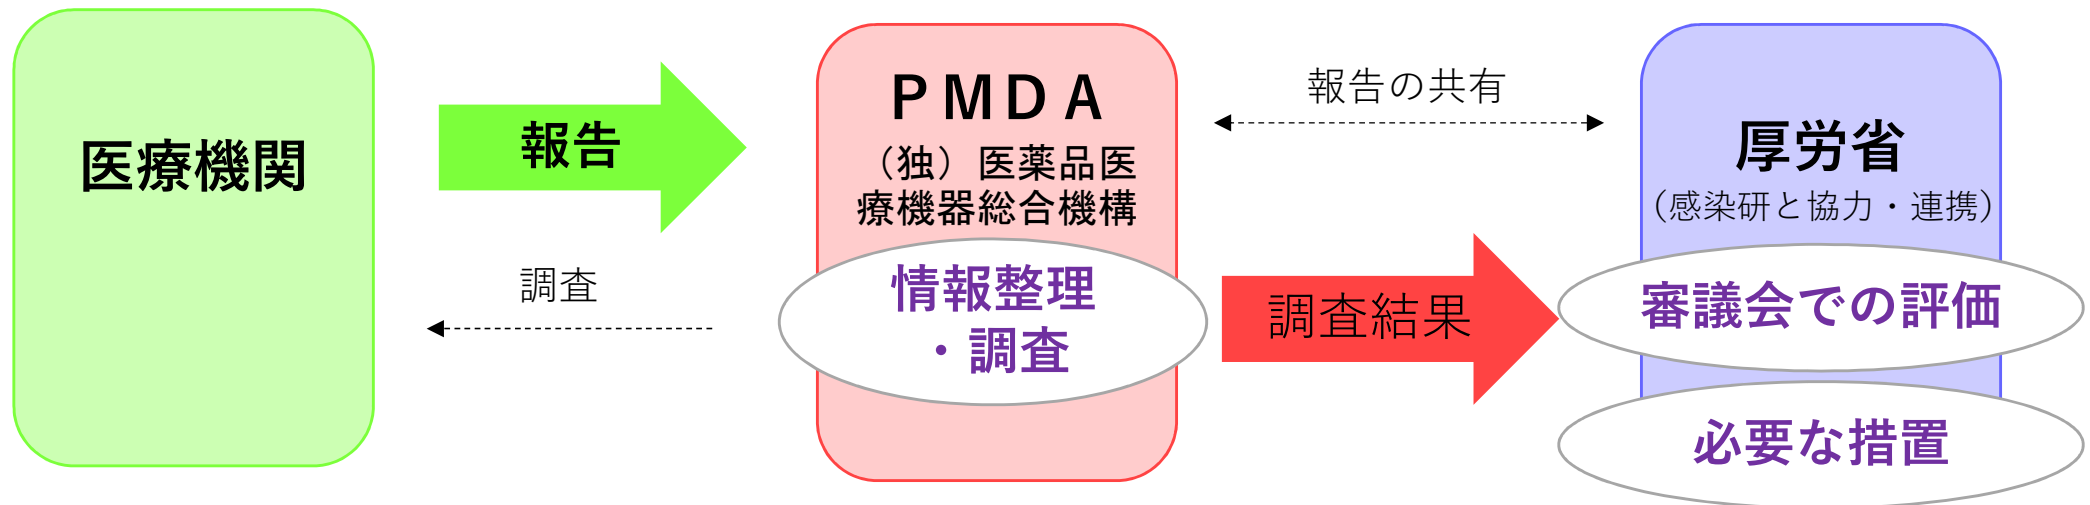 医療機関
報告
調査
ＰＭＤＡ
（独）医薬品医
療機器総合機構
情報整理
・調査
報告の共有
調査結果
厚労省
（感染研と協力・連携）
審議会での評価
必要な措置